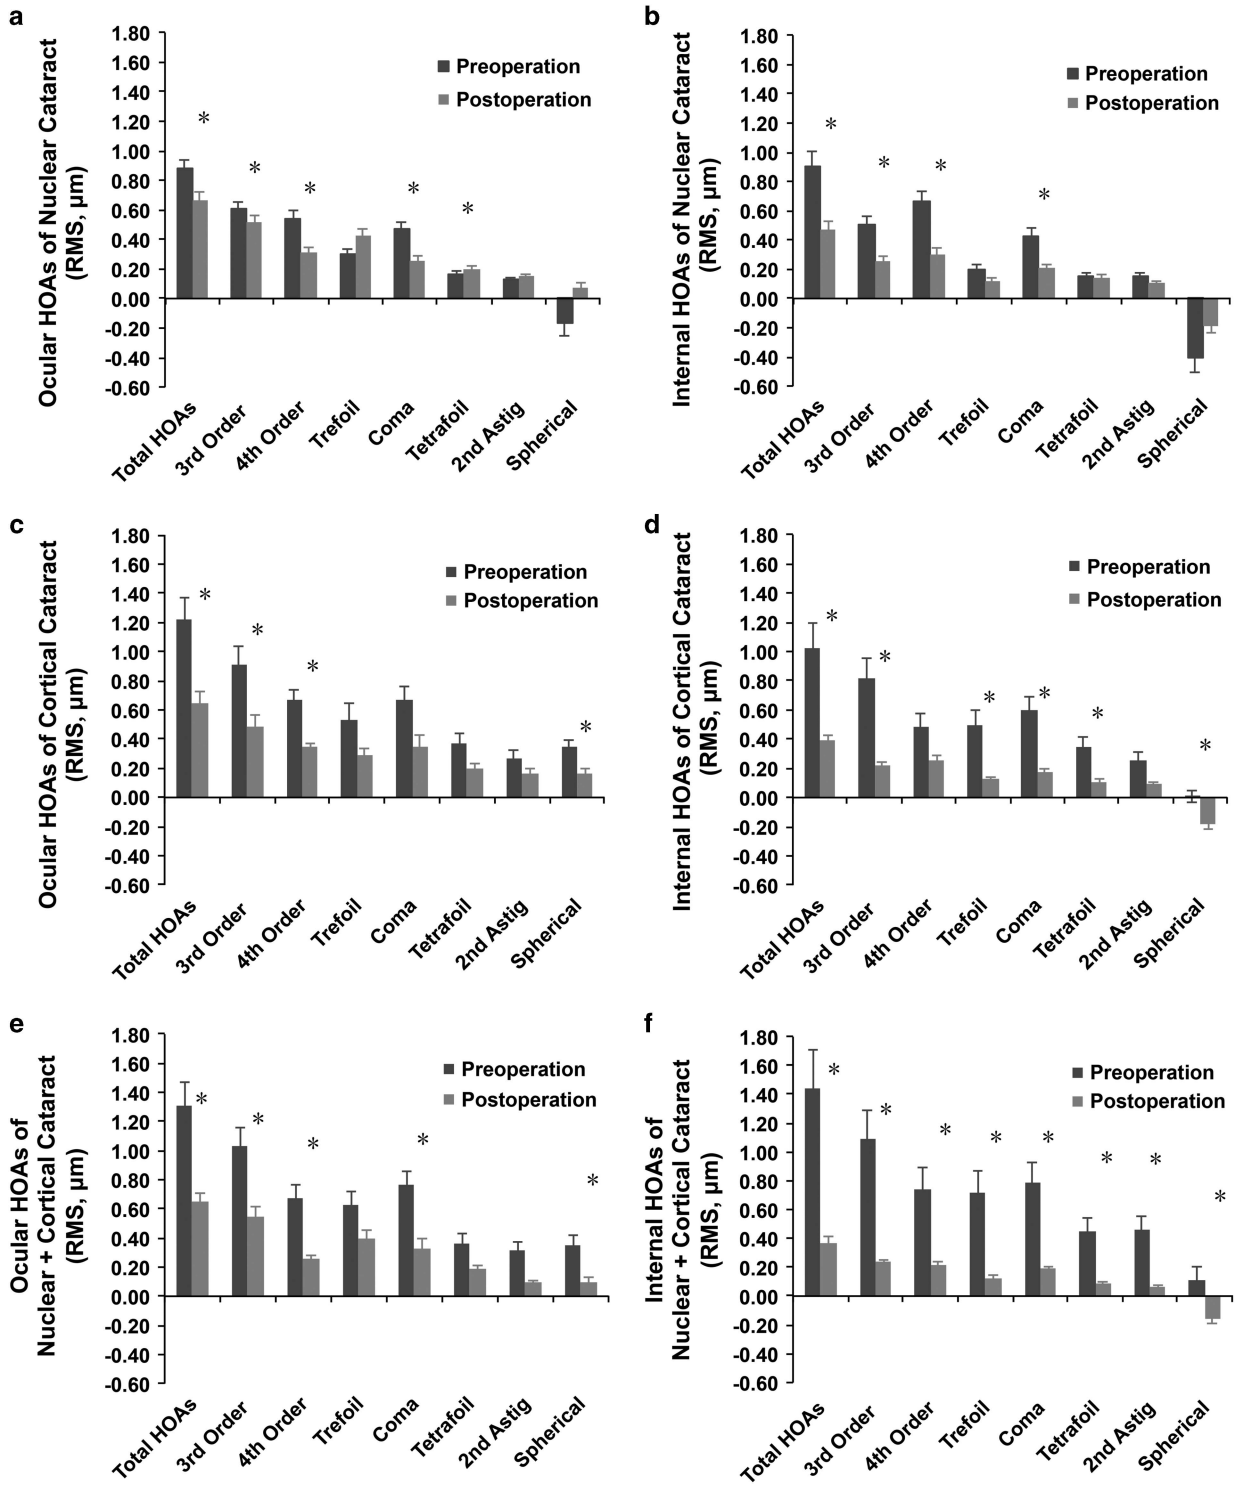 a
Ocular HOAs of Nuclear Cataract
(RMS, µm)
1.80
1.60
1.40
1.20
1.00
0.80
0.60
0.40
0.20
0.00
-0.20
-0.40
-0.60
Preoperation
Postoperation
* * * * *
Total HOAs
3rd Order
4th Order
Trefoil
Coma
Tetrafoil
2nd Astig
Spherical
b
Internal HOAs of Nuclear Cataract
(RMS, µm)
1.80
1.60
1.40
1.20
1.00
0.80
0.60
0.40
0.20
0.00
-0.20
-0.40
-0.60
Preoperation
Postoperation
* * * *
Total HOAs
3rd Order
4th Order
Trefoil
Coma
Tetrafoil
2nd Astig
Spherical
c
Ocular HOAs of Cortical Cataract
(RMS, µm)
1.80
1.60
1.40
1.20
1.00
0.80
0.60
0.40
0.20
0.00
-0.20
-0.40
-0.60
Preoperation
Postoperation
* * * *
Total HOAs
3rd Order
4th Order
Trefoil
Coma
Tetrafoil
2nd Astig
Spherical
d
Internal HOAs of Cortical Cataract
(RMS, µm)
1.80
1.60
1.40
1.20
1.00
0.80
0.60
0.40
0.20
0.00
-0.20
-0.40
-0.60
Preoperation
Postoperation
* * * * * *
Total HOAs
3rd Order
4th Order
Trefoil
Coma
Tetrafoil
2nd Astig
Spherical
e
Ocular HOAs of
Nuclear + Cortical Cataract
(RMS, µm)
1.80
1.60
1.40
1.20
1.00
0.80
0.60
0.40
0.20
0.00
-0.20
-0.40
-0.60
Preoperation
Postoperation
* * * * *
Total HOAs
3rd Order
4th Order
Trefoil
Coma
Tetrafoil
2nd Astig
Spherical
f
Internal HOAs of
Nuclear + Cortical Cataract
(RMS, µm)
1.80
1.60
1.40
1.20
1.00
0.80
0.60
0.40
0.20
0.00
-0.20
-0.40
-0.60
Preoperation
Postoperation
* * * * * * * *
Total HOAs
3rd Order
4th Order
Trefoil
Coma
Tetrafoil
2nd Astig
Spherical